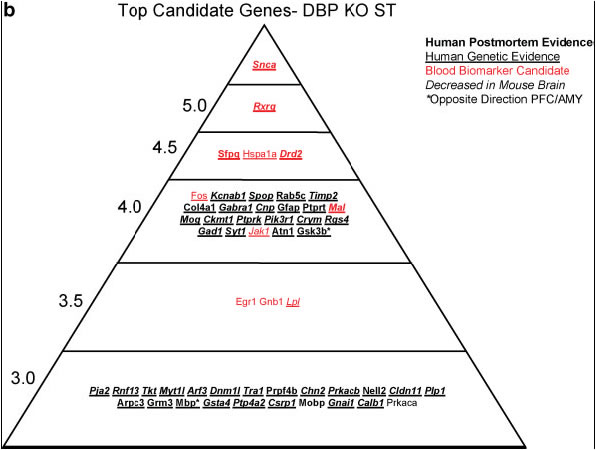 b
Top Candidate Genes- DBP KO ST
Human Postmortem Evidence
Human Genetic Evidence
Blood Biomarker Candidate
Decreased in Mouse Brain
*Opposite Direction PFC/AMY
Snca
5.0
Rxrg
4.5
Sfpq Hspa1a Drd2
4.0
Fos Kcnab1 Spop Rab5c Timp2
Col4a1 Gabra1 Cnp Gfap Ptprt Mal
Mog Ckmt1 Ptprk Pik3r1 Crym Rgs4
Gad1 Syt1 Jak1 Atn1 Gsk3b*
3.5
Egr1 Gnb1 Lpl
3.0
Pja2 Rnf13 Tkt Myt1l Arf3 Dnm1l Tra1 Prpf4b Chn2 Prkacb Nell2 Cldn11 Plp1
Arpc3 Grm3 Mbp* Gsta4 Ptp4a2 Csrp1 Mobp Gnai1 Calb1 Prkaca